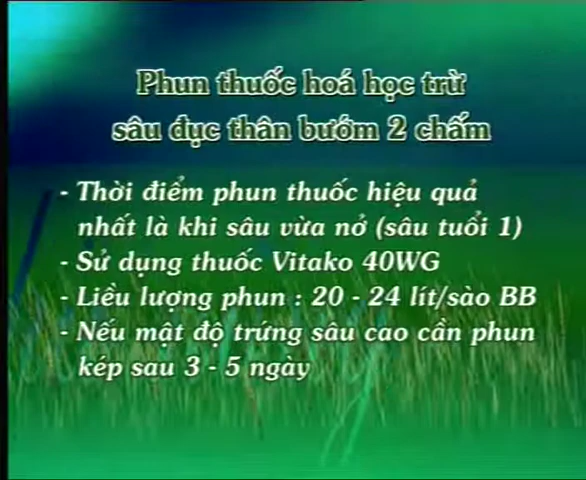 Phun thuốc hoá học trừ
sâu đục thân bướm 2 chấm
- Thời điểm phun thuốc hiệu quả
nhất là khi sâu vừa nở (sâu tuổi 1)
- Sử dụng thuốc Vitako 40WG
- Liều lượng phun : 20 - 24 lít/sào BB
- Nếu mật độ trứng sâu cao cần phun
kép sau 3 - 5 ngày